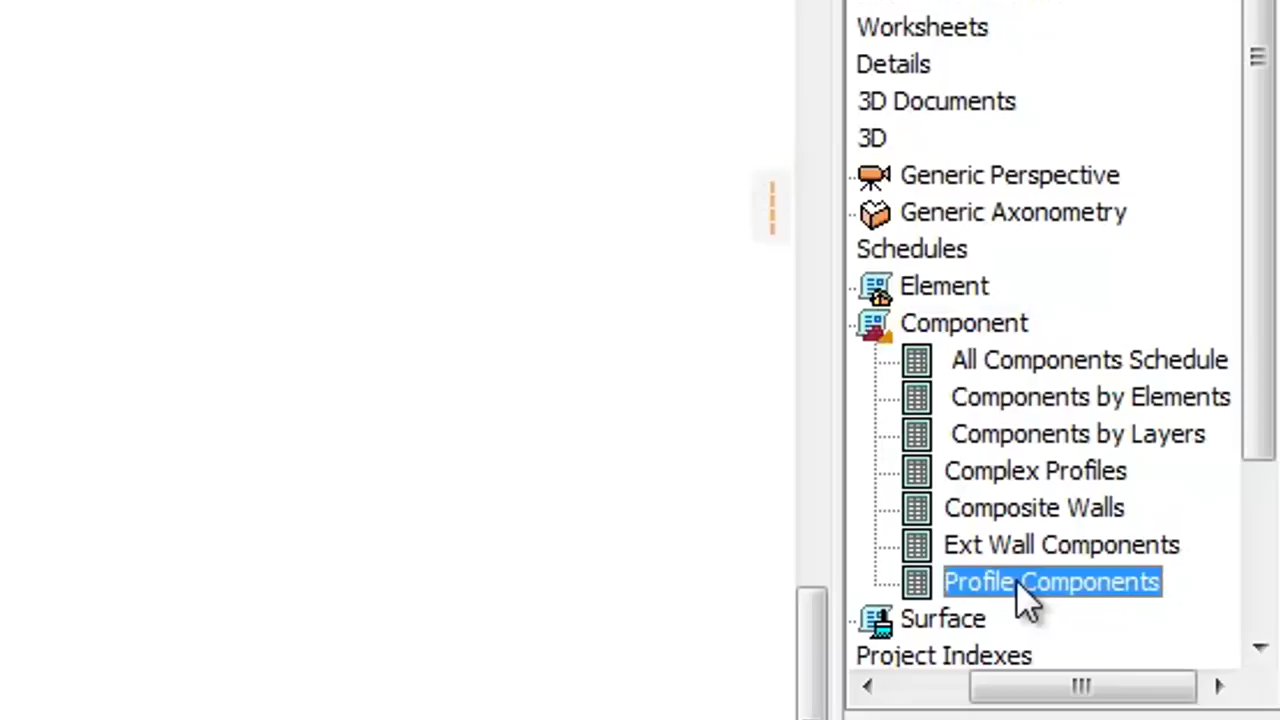 Worksheets
Details
3D Documents
3D
Generic Perspective
Generic Axonometry
Schedules
Element
Component
All Components Schedule
Components by Elements
Components by Layers
Complex Profiles
Composite Walls
Ext Wall Components
Profile Components
Surface
Project Indexes